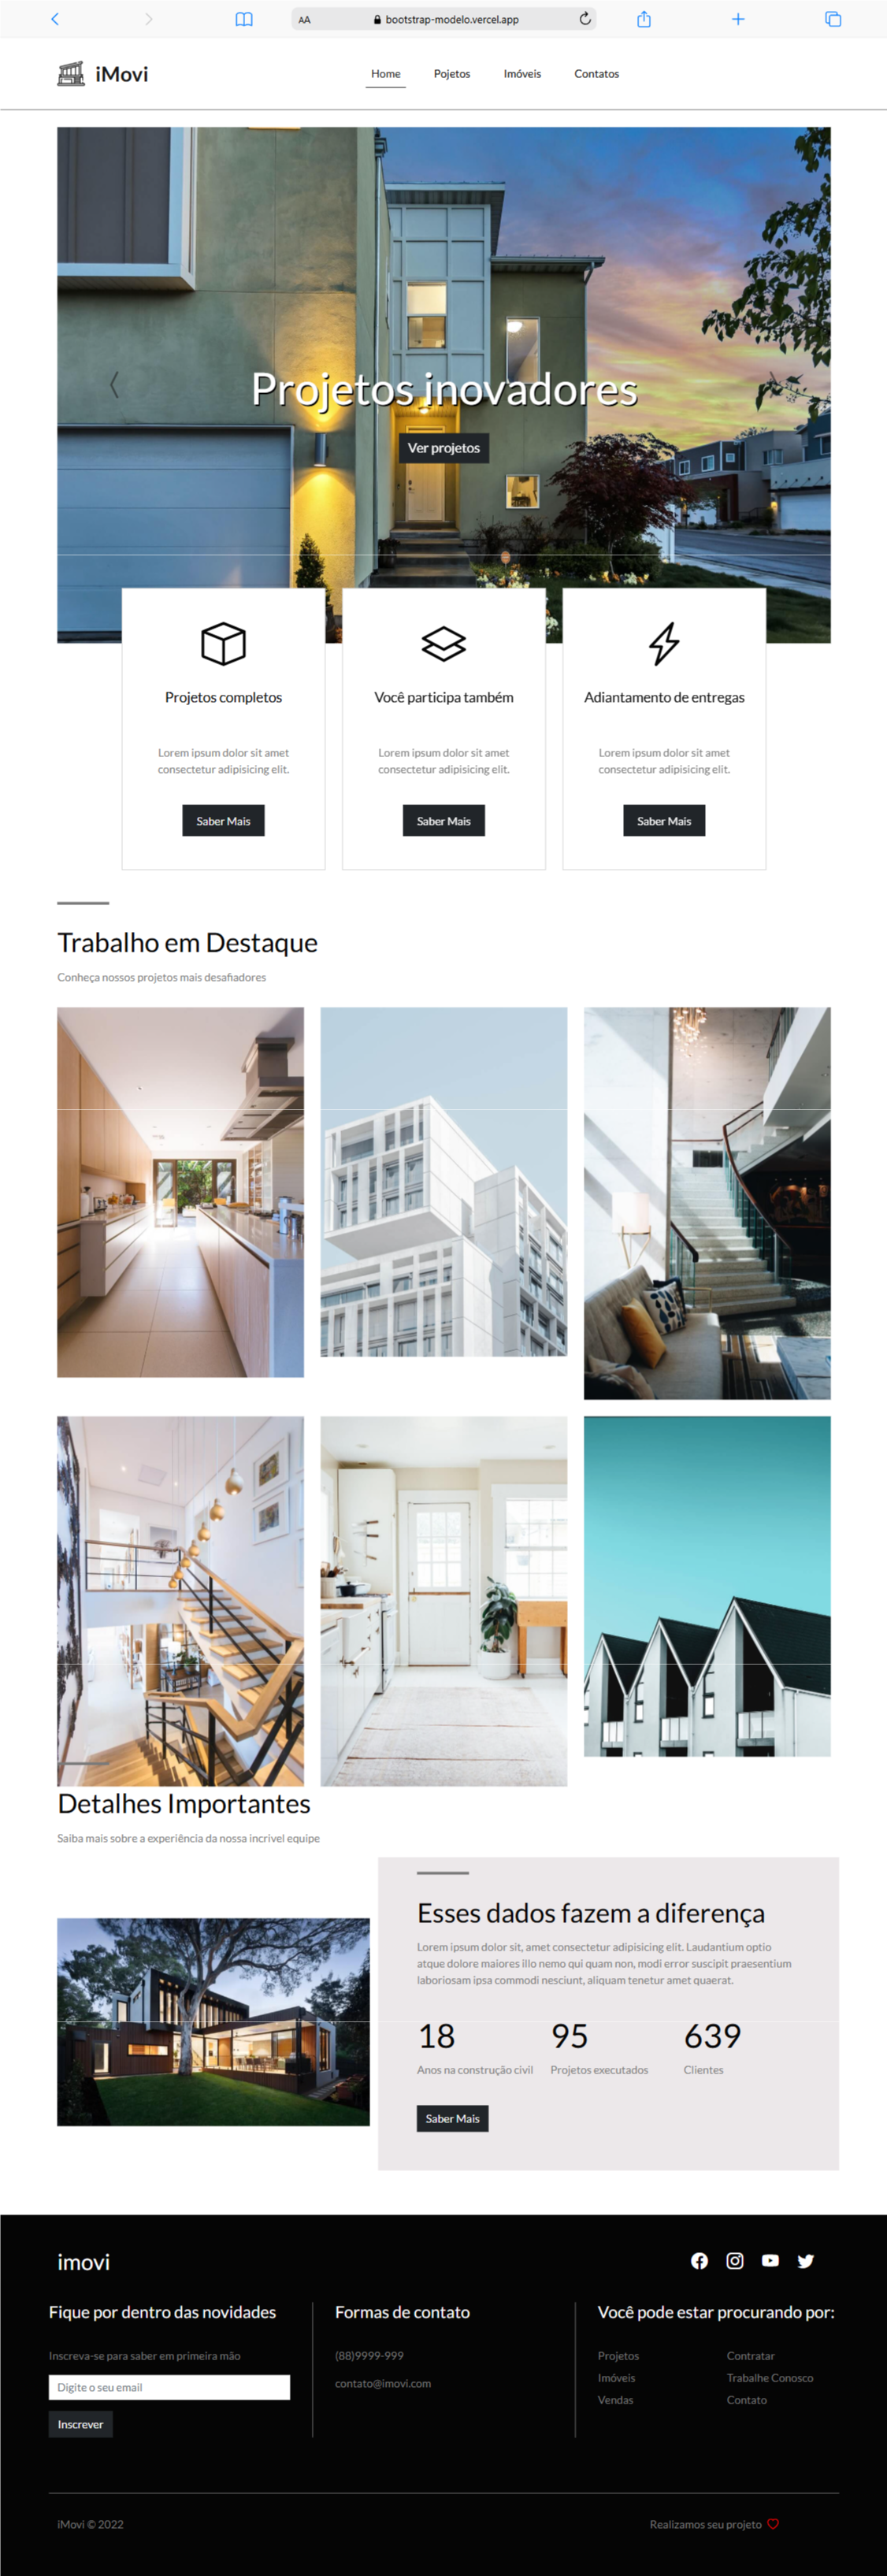 AA
bootstrap-modelo.vercel.app
iMovi
Home
Pojetos
Imóveis
Contatos
Projetos inovadores
Ver projetos
Projetos completos
Lorem ipsum dolor sit amet
consectetur adipisicing elit.
Saber Mais
Você participa também
Lorem ipsum dolor sit amet
consectetur adipisicing elit.
Saber Mais
Adiantamento de entregas
Lorem ipsum dolor sit amet
consectetur adipisicing elit.
Saber Mais
Trabalho em Destaque
Conheça nossos projetos mais desafiadores
Detalhes Importantes
Saiba mais sobre a experiência da nossa incrivel equipe
Esses dados fazem a diferença
Lorem ipsum dolor sit, amet consectetur adipisicing elit. Laudantium optio
atque dolore maiores illo nemo qui quam non, modi error suscipit praesentium
laboriosam ipsa commodi nesciunt, aliquam tenetur amet quaerat.
18
Anos na construção civil
95
Projetos executados
639
Clientes
Saber Mais
imovi
Fique por dentro das novidades
Inscreva-se para saber em primeira mão
Digite o seu email
Inscrever
Formas de contato
(88)9999-999
contato@imovi.com
Você pode estar procurando por:
Projetos
Imóveis
Vendas
Contratar
Trabalhe Conosco
Contato
iMovi © 2022
Realizamos seu projeto